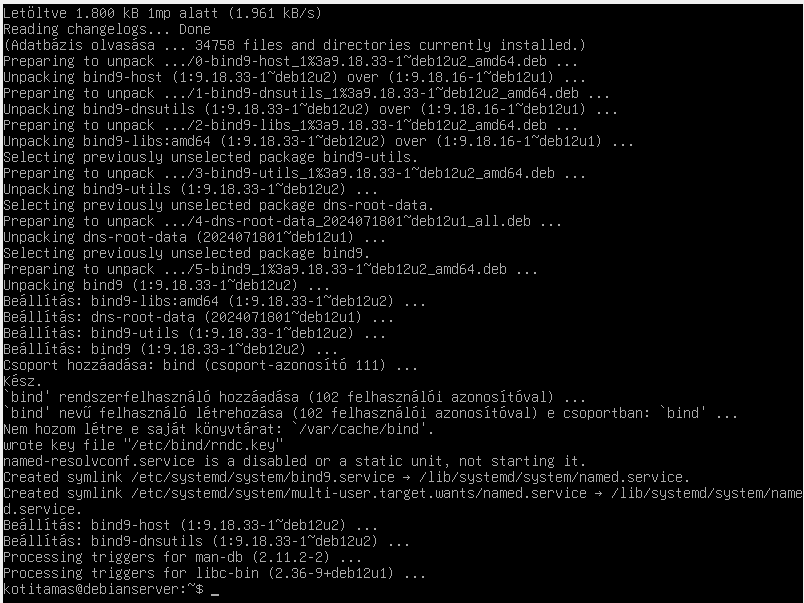 Letöltve 1.800 kB 1mp alatt (1.961 kB/s)
Reading changelogs... Done
(Adatbázis olvasása ... 34758 files and directories currently installed.)
Preparing to unpack .../0-bind9-host_1%3a9.18.33-1~deb12u2_amd64.deb ...
Unpacking bind9-host (1:9.18.33-1~deb12u2) over (1:9.18.16-1~deb12u1) ...
Preparing to unpack .../1-bind9-dnsutils_1%3a9.18.33-1~deb12u2_amd64.deb ...
Unpacking bind9-dnsutils (1:9.18.33-1~deb12u2) over (1:9.18.16-1~deb12u1) ...
Preparing to unpack .../2-bind9-libs_1%3a9.18.33-1~deb12u2_amd64.deb ...
Unpacking bind9-libs:amd64 (1:9.18.33-1~deb12u2) over (1:9.18.16-1~deb12u1) ...
Selecting previously unselected package bind9-utils.
Preparing to unpack .../3-bind9-utils_1%3a9.18.33-1~deb12u2_amd64.deb ...
Unpacking bind9-utils (1:9.18.33-1~deb12u2) ...
Selecting previously unselected package dns-root-data.
Preparing to unpack .../4-dns-root-data_2024071801~deb12u1_all.deb ...
Unpacking dns-root-data (2024071801~deb12u1) ...
Selecting previously unselected package bind9.
Preparing to unpack .../5-bind9_1%3a9.18.33-1~deb12u2_amd64.deb ...
Unpacking bind9 (1:9.18.33-1~deb12u2) ...
Beállítás: bind9-libs:amd64 (1:9.18.33-1~deb12u2) ...
Beállítás: dns-root-data (2024071801~deb12u1) ...
Beállítás: bind9-utils (1:9.18.33-1~deb12u2) ...
Beállítás: bind9 (1:9.18.33-1~deb12u2) ...
Csoport hozzáadása: bind (csoport-azonosító 111) ...
Kész.
`bind' rendszerfelhasználó hozzáadása (102 felhasználói azonosítóval) ...
`bind' nevű felhasználó létrehozása (102 felhasználói azonosítóval) e csoportban: `bind' ...
Nem hozom létre e saját könyvtárat: `/var/cache/bind'.
wrote key file "/etc/bind/rndc.key"
named-resolvconf.service is a disabled or a static unit, not starting it.
Created symlink /etc/systemd/system/bind9.service → /lib/systemd/system/named.service.
Created symlink /etc/systemd/system/multi-user.target.wants/named.service → /lib/systemd/system/name
d.service.
Beállítás: bind9-host (1:9.18.33-1~deb12u2) ...
Beállítás: bind9-dnsutils (1:9.18.33-1~deb12u2) ...
Processing triggers for man-db (2.11.2-2) ...
Processing triggers for libc-bin (2.36-9+deb12u1) ...
kotitamas@debianserver:~$ _